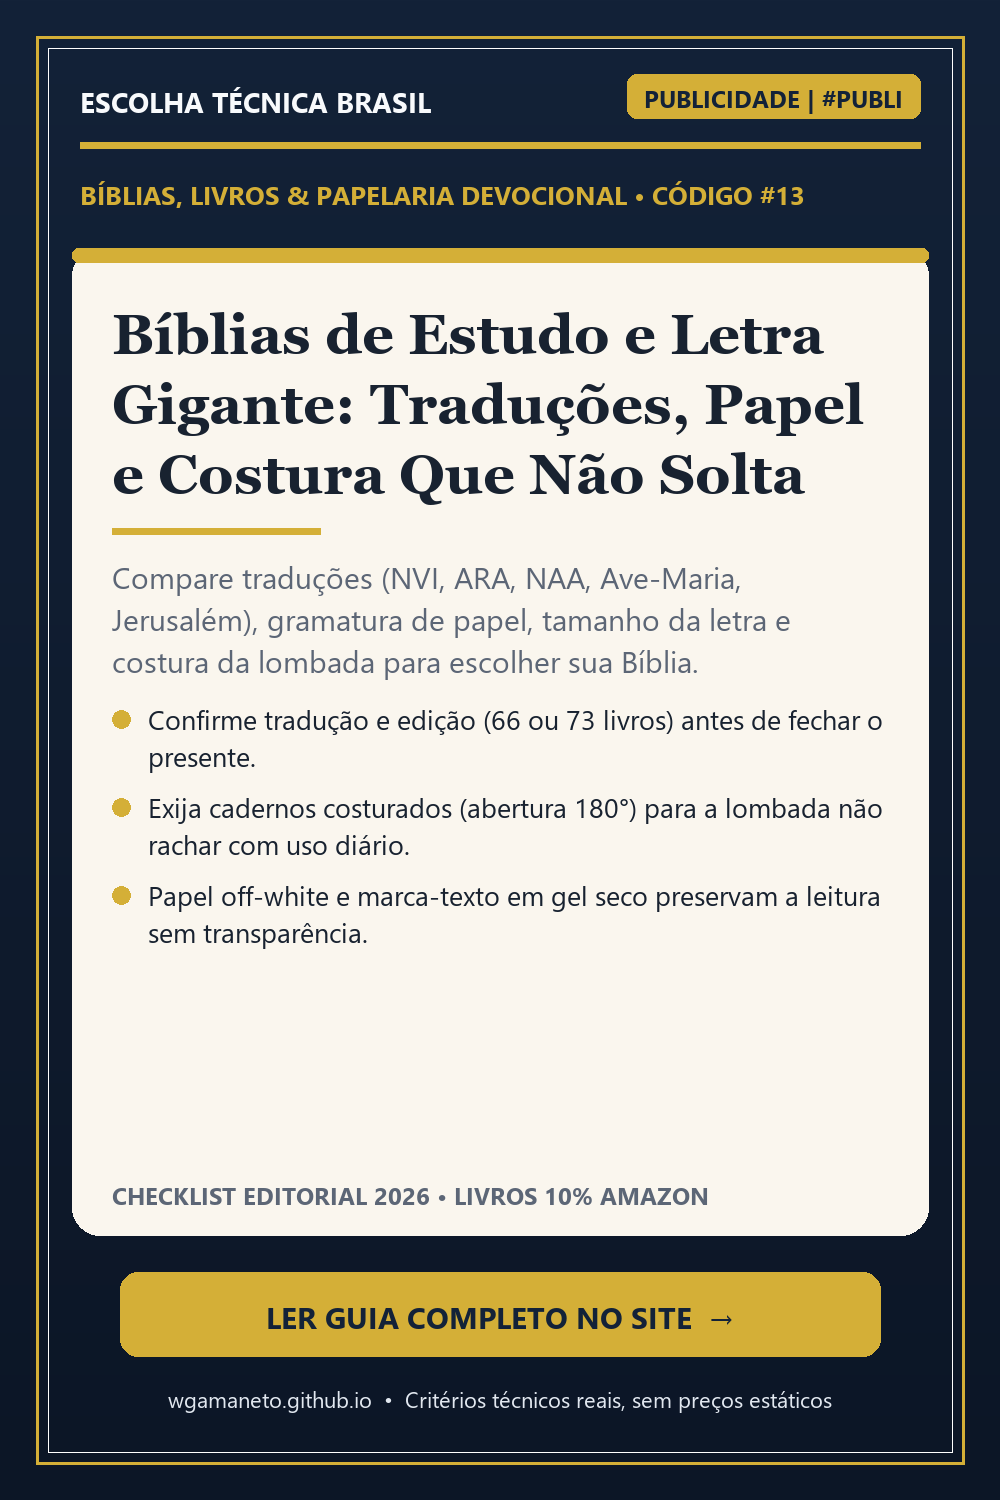 ESCOLHA TÉCNICA BRASIL
PUBLICIDADE | #PUBLI
BÍBLIAS, LIVROS & PAPELARIA DEVOCIONAL • CÓDIGO #13
Bíblias de Estudo e Letra
Gigante: Traduções, Papel
e Costura Que Não Solta
Compare traduções (NVI, ARA, NAA, Ave-Maria,
Jerusalém), gramatura de papel, tamanho da letra e
costura da lombada para escolher sua Bíblia.
Confirme tradução e edição (66 ou 73 livros) antes de fechar o
presente.
Exija cadernos costurados (abertura 180°) para a lombada não
rachar com uso diário.
Papel off-white e marca-texto em gel seco preservam a leitura
sem transparência.
CHECKLIST EDITORIAL 2026 • LIVROS 10% AMAZON
LER GUIA COMPLETO NO SITE →
wgamaneto.github.io • Critérios técnicos reais, sem preços estáticos